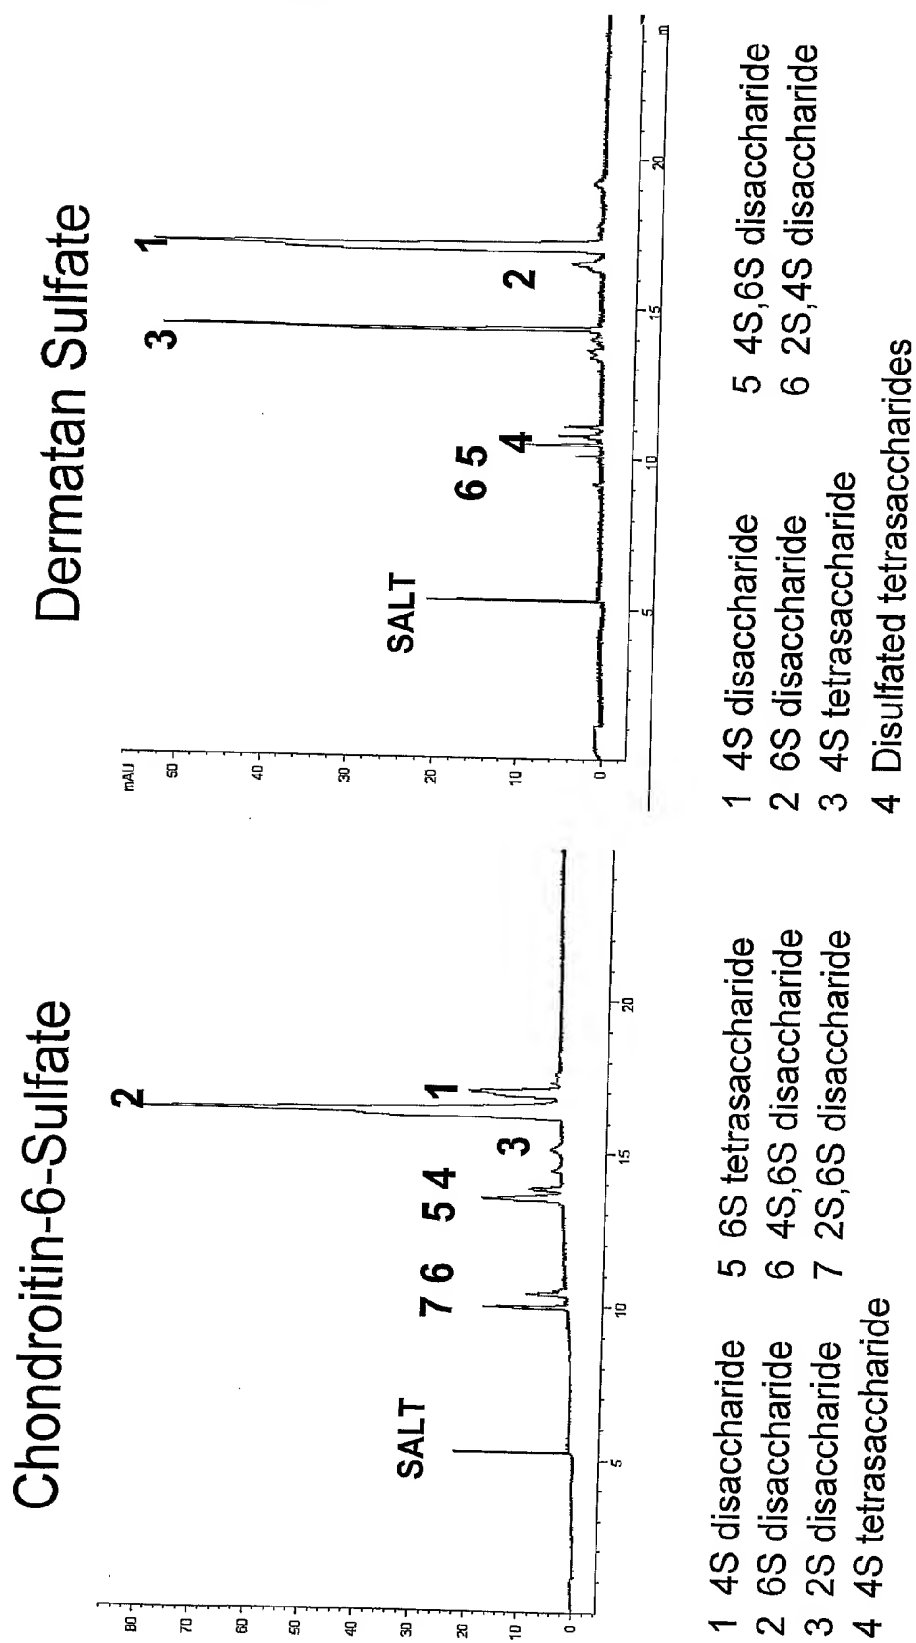 Chondroitin-6-Sulfate
80
70
60
50
40
30
20
10
0
SALT
7 6
5 4
3
2
1
5
10
15
20
1 4S disaccharide
2 6S disaccharide
3 2S disaccharide
4 4S tetrasaccharide
5 6S tetrasaccharide
6 4S,6S disaccharide
7 2S,6S disaccharide
Dermatan Sulfate
mAU
50
40
30
20
10
0
SALT
6 5
4
3
2
1
5
10
15
20
m
1 4S disaccharide
2 6S disaccharide
3 4S tetrasaccharide
4 Disulfated tetrasaccharides
5 4S,6S disaccharide
6 2S,4S disaccharide